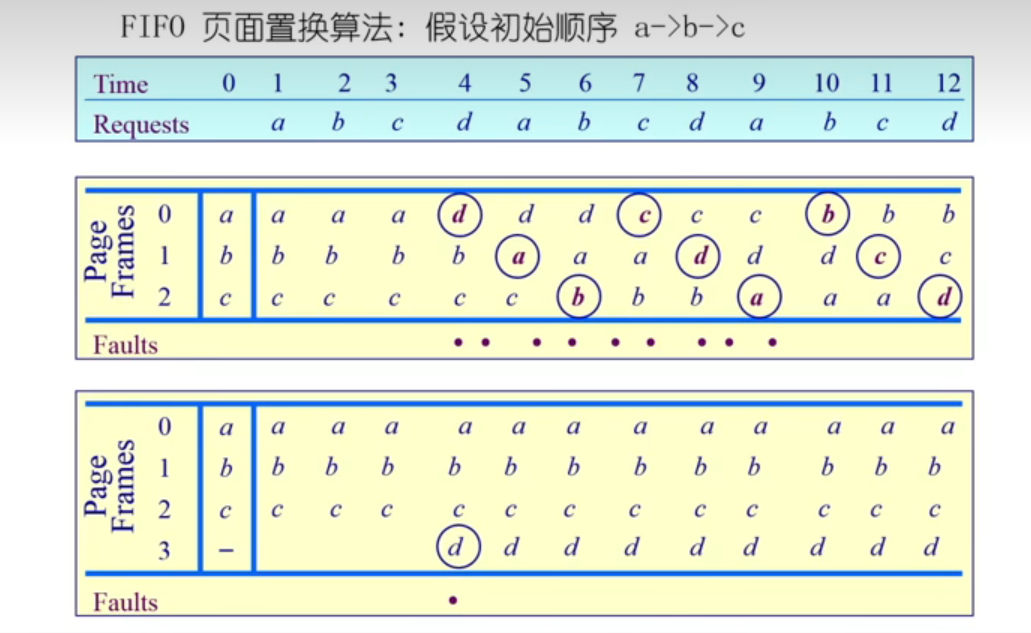 FIFO 页面置换算法：假设初始顺序 a->b->c
Time 0 1 2 3 4 5 6 7 8 9 10 11 12
Requests a b c d a b c d a b c d
Page Frames
0 a a a a d d d c c c b b b
1 b b b b b a a a d d d c c
2 c c c c c c b b b a a a d
Faults • • • • • • • • •
Page Frames
0 a a a a a a a a a a a a a
1 b b b b b b b b b b b b b
2 c c c c c c c c c c c c c
3 – d d d d d d d d d
Faults •